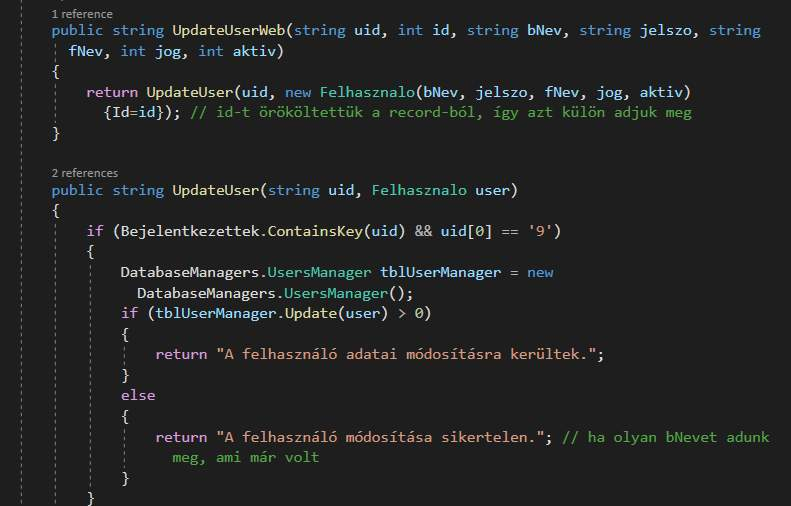 1 reference
public string UpdateUserWeb(string uid, int id, string bNev, string jelszo, string
fNev, int jog, int aktiv)
{
return UpdateUser(uid, new Felhasznalo(bNev, jelszo, fNev, jog, aktiv)
{Id=id}); // id-t örököltettük a record-ból, így azt külön adjuk meg
}
2 references
public string UpdateUser(string uid, Felhasznalo user)
{
if (Bejelentkezettek.ContainsKey(uid) && uid[0] == '9')
{
DatabaseManagers.UsersManager tblUserManager = new
DatabaseManagers.UsersManager();
if (tblUserManager.Update(user) > 0)
{
return "A felhasználó adatai módosításra kerültek.";
}
else
{
return "A felhasználó módosítása sikertelen."; // ha olyan bNevet adunk
meg, ami már volt
}
}